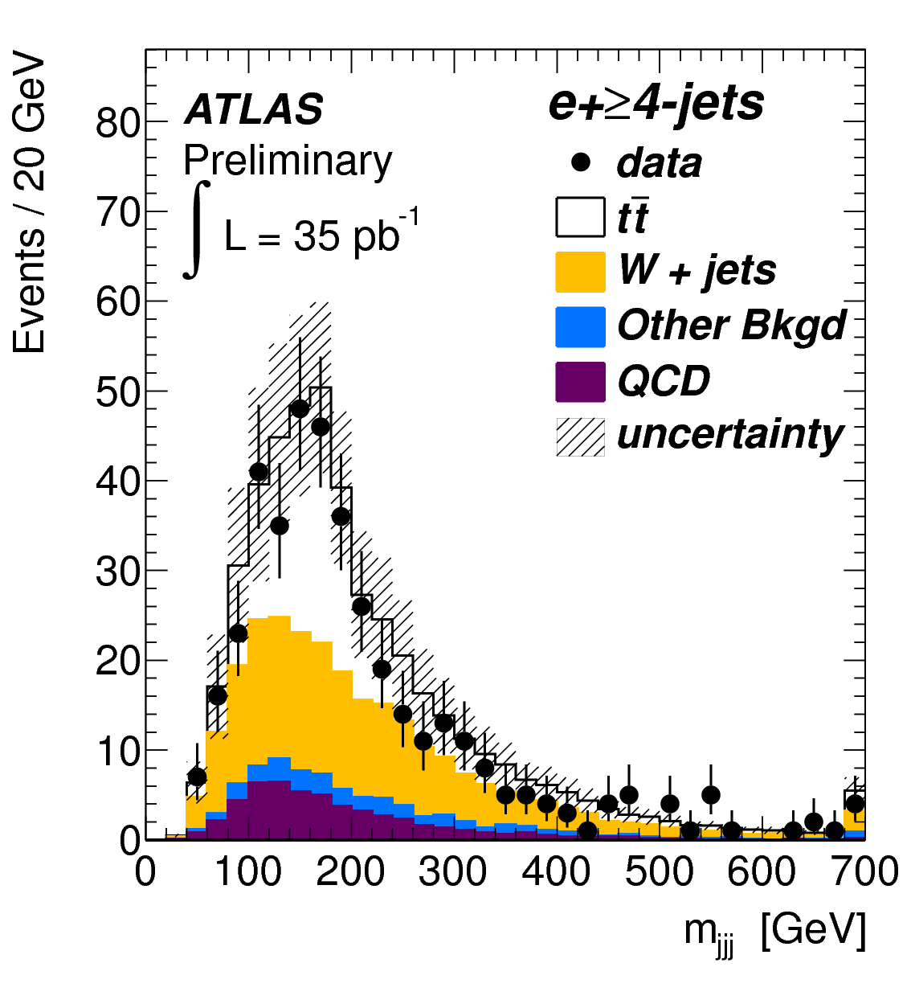 Events / 20 GeV
ATLAS
Preliminary
∫ L = 35 pb⁻¹
e+≥4-jets
data
tt̄
W + jets
Other Bkgd
QCD
uncertainty
80
70
60
50
40
30
20
10
0
0 100 200 300 400 500 600 700
m_jjj [GeV]